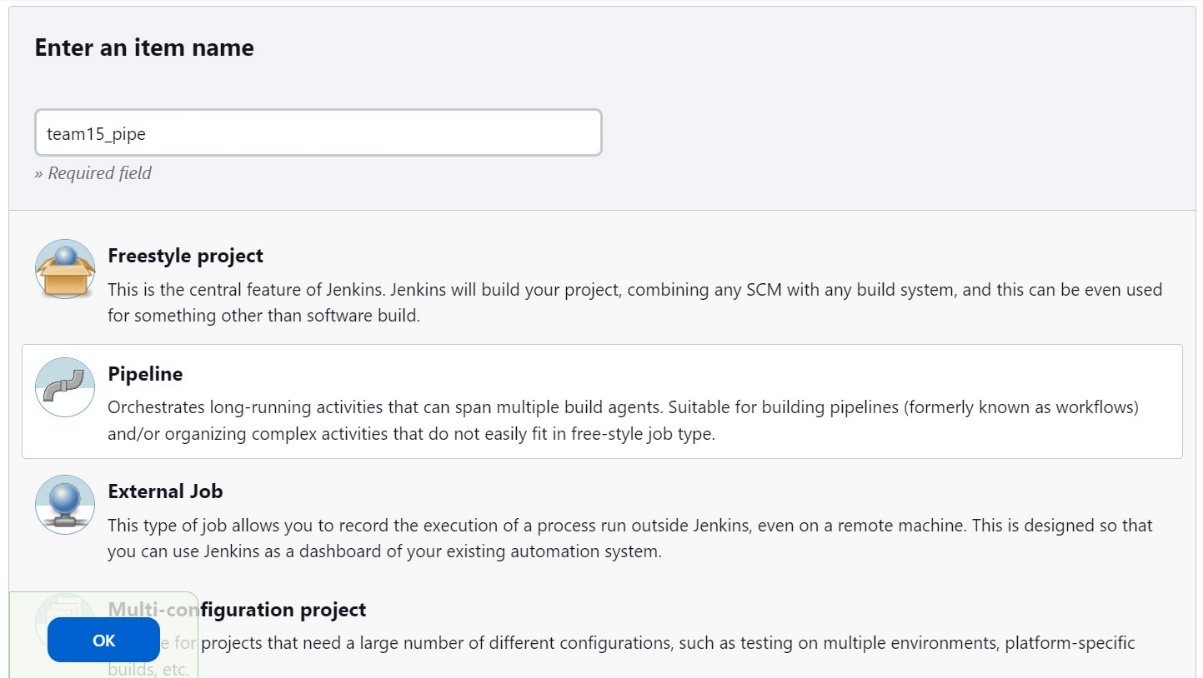 Enter an item name
team15_pipe
» Required field
Freestyle project
This is the central feature of Jenkins. Jenkins will build your project, combining any SCM with any build system, and this can be even used
for something other than software build.
Pipeline
Orchestrates long-running activities that can span multiple build agents. Suitable for building pipelines (formerly known as workflows)
and/or organizing complex activities that do not easily fit in free-style job type.
External Job
This type of job allows you to record the execution of a process run outside Jenkins, even on a remote machine. This is designed so that
you can use Jenkins as a dashboard of your existing automation system.
Multi-configuration project
OK
for projects that need a large number of different configurations, such as testing on multiple environments, platform-specific
builds, etc.